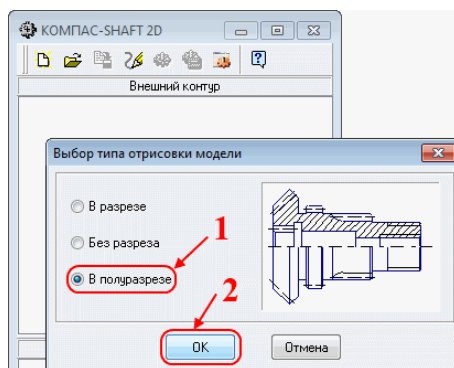 КОМПАС-SHAFT 2D
Внешний контур
Выбор типа отрисовки модели
В разрезе
Без разреза
1
В полуразрезе
2
OK
Отмена